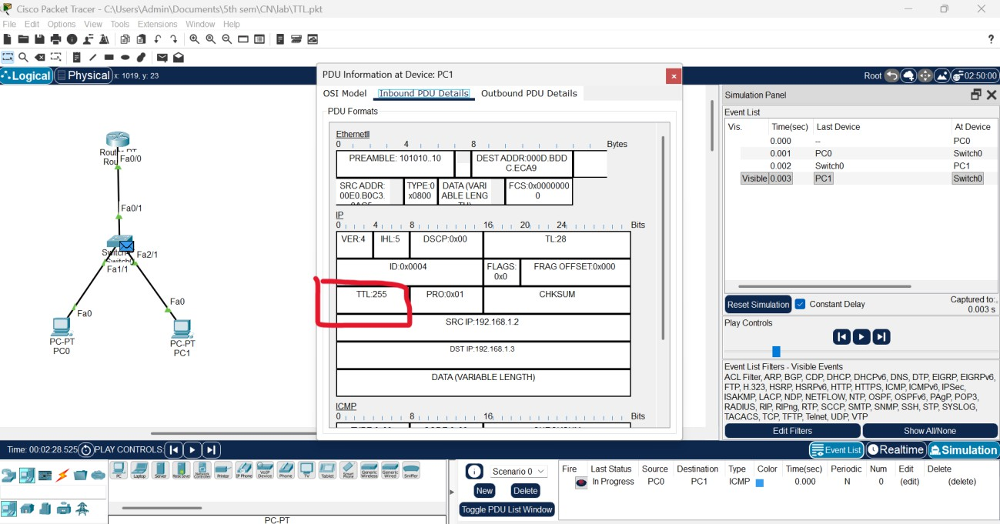 Cisco Packet Tracer - C:\Users\Admin\Documents\5th sem\CN\lab\TTL.pkt
File Edit Options View Tools Extensions Window Help
?
Logical Physical x: 1019, y: 23
Root 02:50:00
Fa0/0
Fa0/1
Fa2/1
Fa1/1
Fa0
PC-PT
PC0
Fa0
PC-PT
PC1
PDU Information at Device: PC1
OSI Model Inbound PDU Details Outbound PDU Details
PDU Formats
EthernetII
0 4 8 Bytes
PREAMBLE: 101010..10 DEST ADDR:000D.BDD
C.ECA9
SRC ADDR: TYPE:0 DATA (VARI FCS:0x0000000
00E0.B0C3. x0800 ABLE LENG 0
IP
0 4 8 16 20 24 Bits
VER:4 IHL:5 DSCP:0x00 TL:28
ID:0x0004 FLAGS: FRAG OFFSET:0x000
0x0
TTL:255 PRO:0x01 CHKSUM
SRC IP:192.168.1.2
DST IP:192.168.1.3
DATA (VARIABLE LENGTH)
ICMP
0 8 16 Bits
Simulation Panel
Event List
Vis. Time(sec) Last Device At Device
0.000 -- PC0
0.001 PC0 Switch0
0.002 Switch0 PC1
Visible 0.003 PC1 Switch0
Reset Simulation Constant Delay Captured to:
0.003 s
Play Controls
Event List Filters - Visible Events
ACL Filter, ARP, BGP, CDP, DHCP, DHCPv6, DNS, DTP, EIGRP, EIGRPv6,
FTP, H.323, HSRP, HSRPv6, HTTP, HTTPS, ICMP, ICMPv6, IPSec,
ISAKMP, LACP, NDP, NETFLOW, NTP, OSPF, OSPFv6, PAgP, POP3,
RADIUS, RIP, RIPng, RTP, SCCP, SMTP, SNMP, SSH, STP, SYSLOG,
TACACS, TCP, TFTP, Telnet, UDP, VTP
Edit Filters Show All/None
Time: 00:02:28.525 PLAY CONTROLS:
Event List Realtime Simulation
PC Laptop Server Printer IP Phone VoIP Device Phone TV Tablet Generic Wireless Generic Wired Sniffer
PC-PT
Scenario 0
New Delete
Toggle PDU List Window
Fire Last Status Source Destination Type Color Time(sec) Periodic Num Edit Delete
In Progress PC0 PC1 ICMP 0.000 N 0 (edit) (delete)